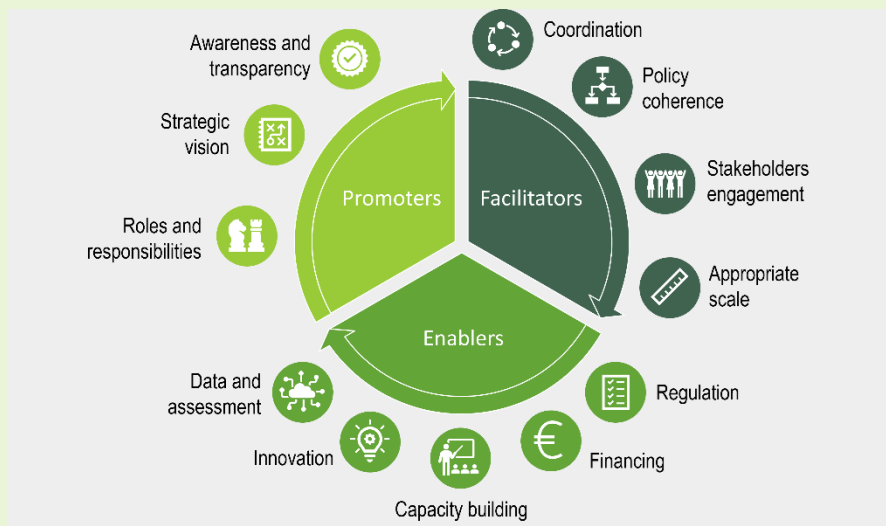 Awareness and
transparency
Strategic
vision
Roles and
responsibilities
Promoters
Coordination
Policy
coherence
Stakeholders
engagement
Appropriate
scale
Facilitators
Enablers
Regulation
Financing
Capacity building
Innovation
Data and
assessment